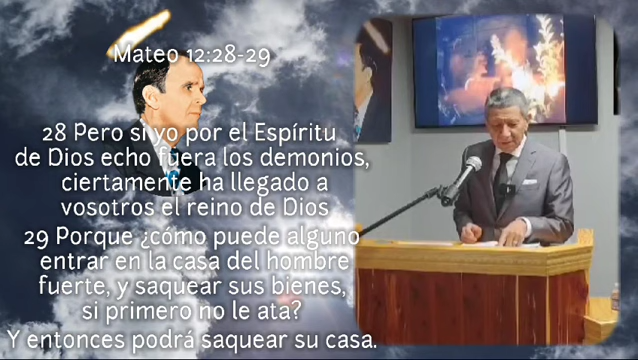 Mateo 12:28-29
28 Pero si yo por el Espíritu
de Dios echo fuera los demonios,
ciertamente ha llegado a
vosotros el reino de Dios
29 Porque ¿cómo puede alguno
entrar en la casa del hombre
fuerte, y saquear sus bienes,
si primero no le ata?
Y entonces podrá saquear su casa.